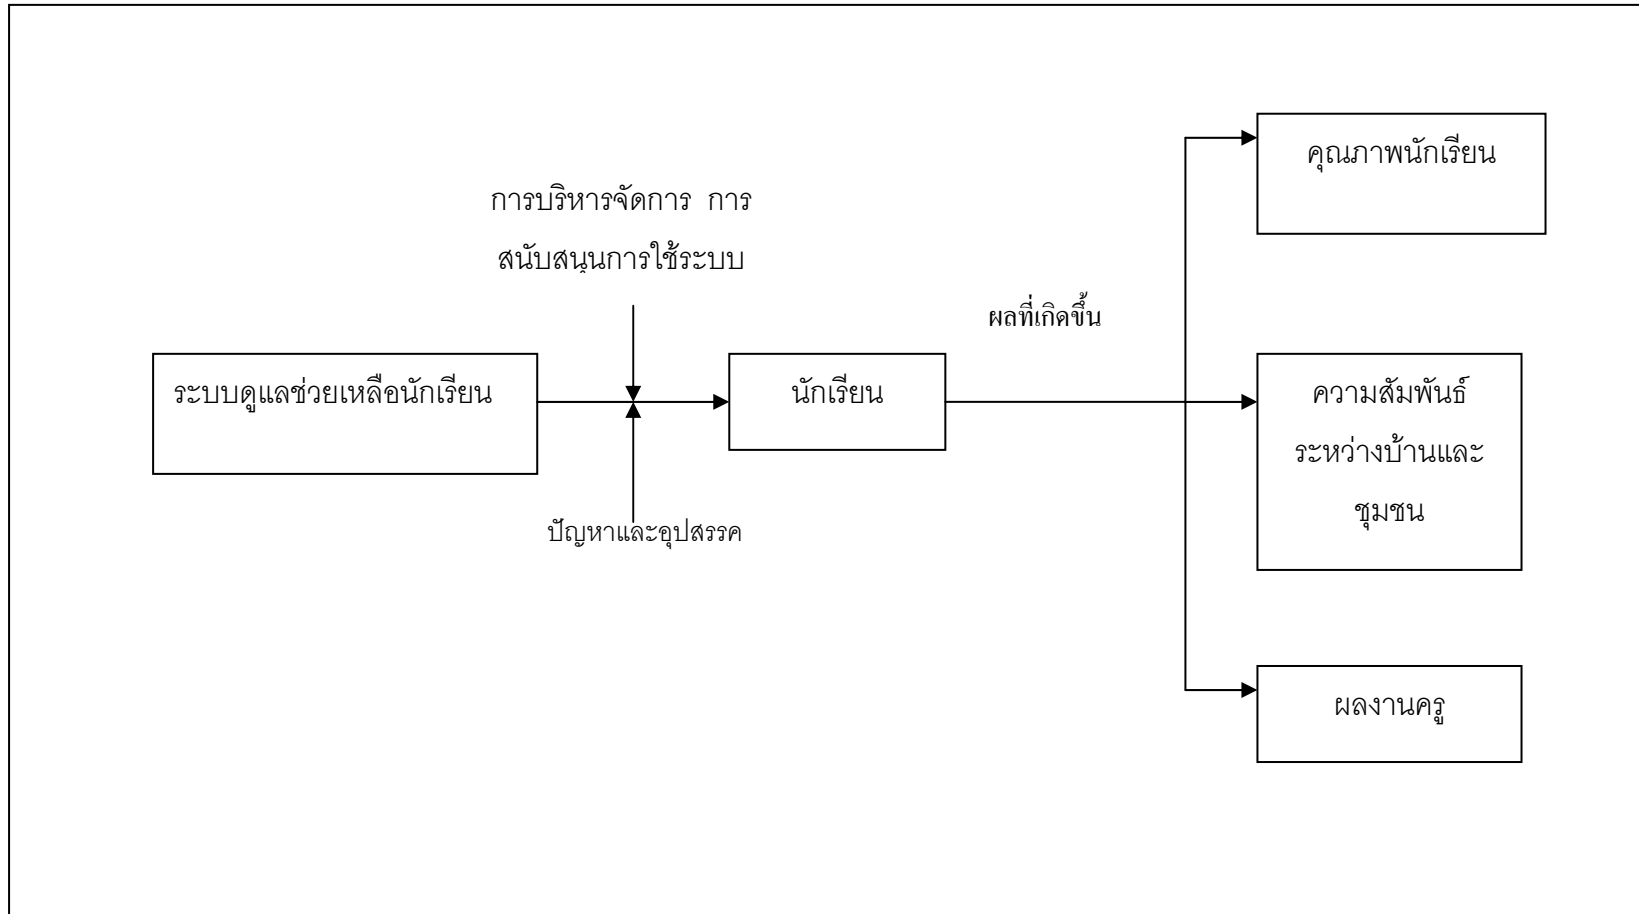 คุณภาพนักเรียน
การบริหารจัดการ การ
สนับสนุนการใช้ระบบ
ผลที่เกิดขึ้น
ระบบดูแลช่วยเหลือนักเรียน
นักเรียน
ความสัมพันธ์
ระหว่างบ้านและ
ชุมชน
ปัญหาและอุปสรรค
ผลงานครู